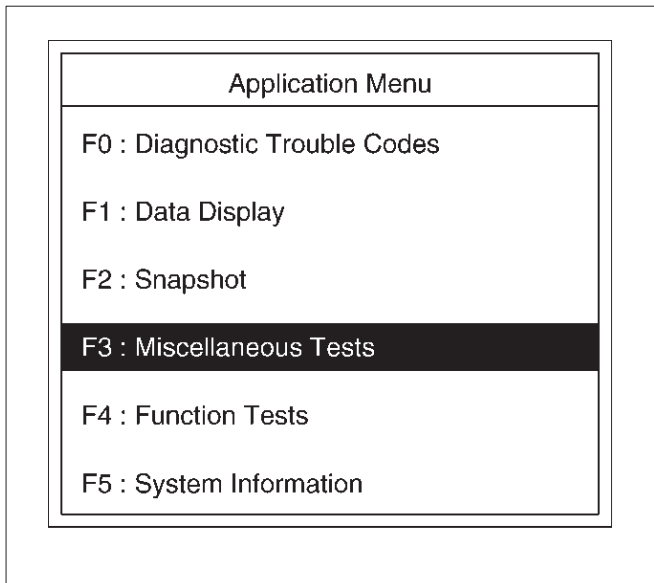 Application Menu
F0 : Diagnostic Trouble Codes
F1 : Data Display
F2 : Snapshot
F3 : Miscellaneous Tests
F4 : Function Tests
F5 : System Information